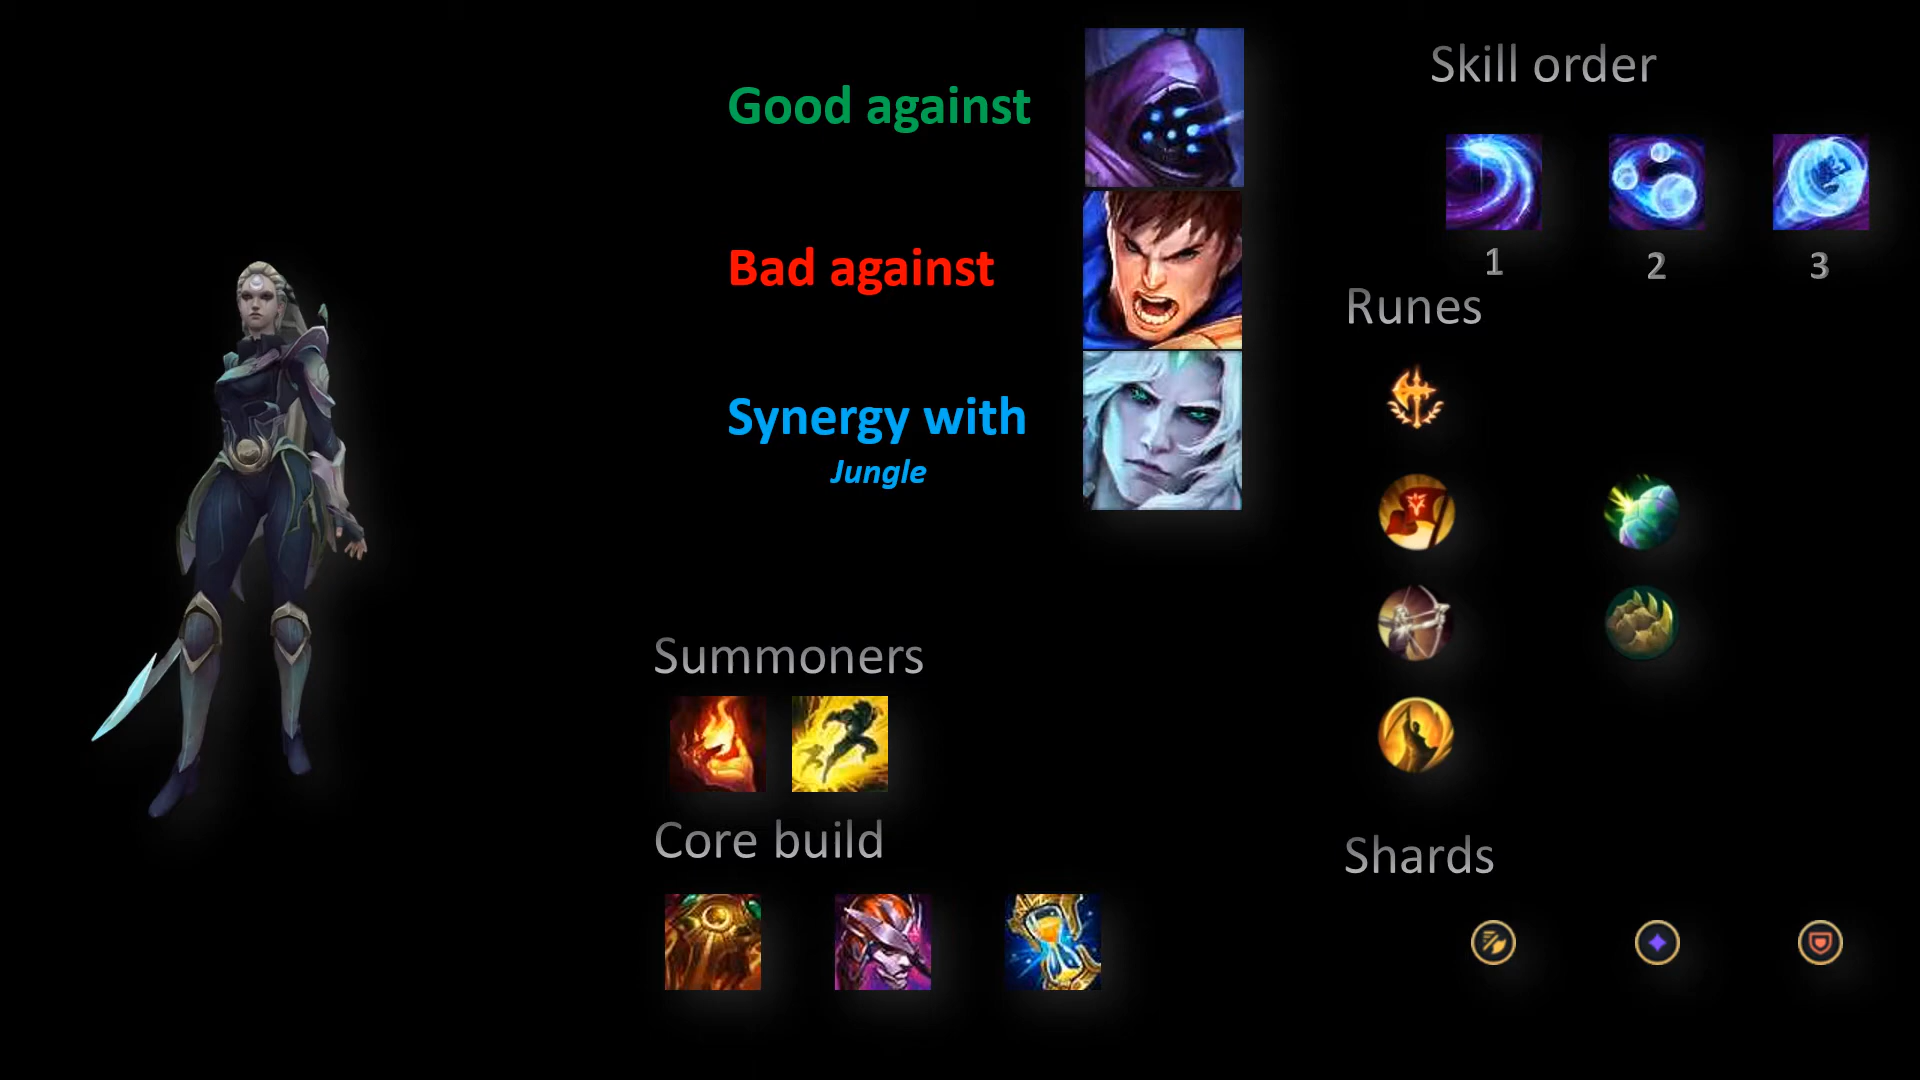 Good against
Bad against
Synergy with
Jungle
Summoners
Core build
Skill order
1 2 3
Runes
Shards